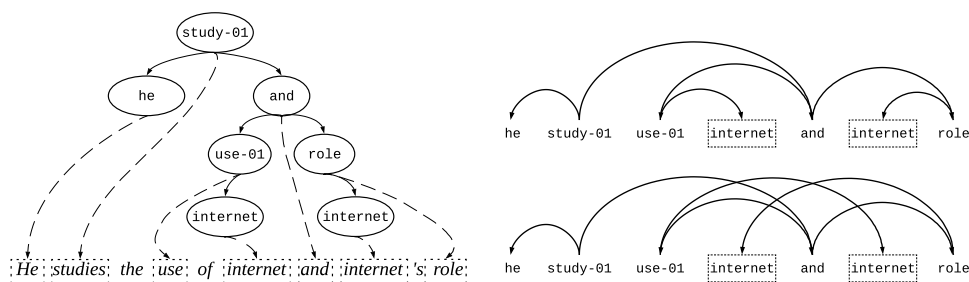 study-01
he
and
use-01
role
internet
internet
He studies the use of internet and internet 's role
he study-01 use-01 internet and internet role
he study-01 use-01 internet and internet role